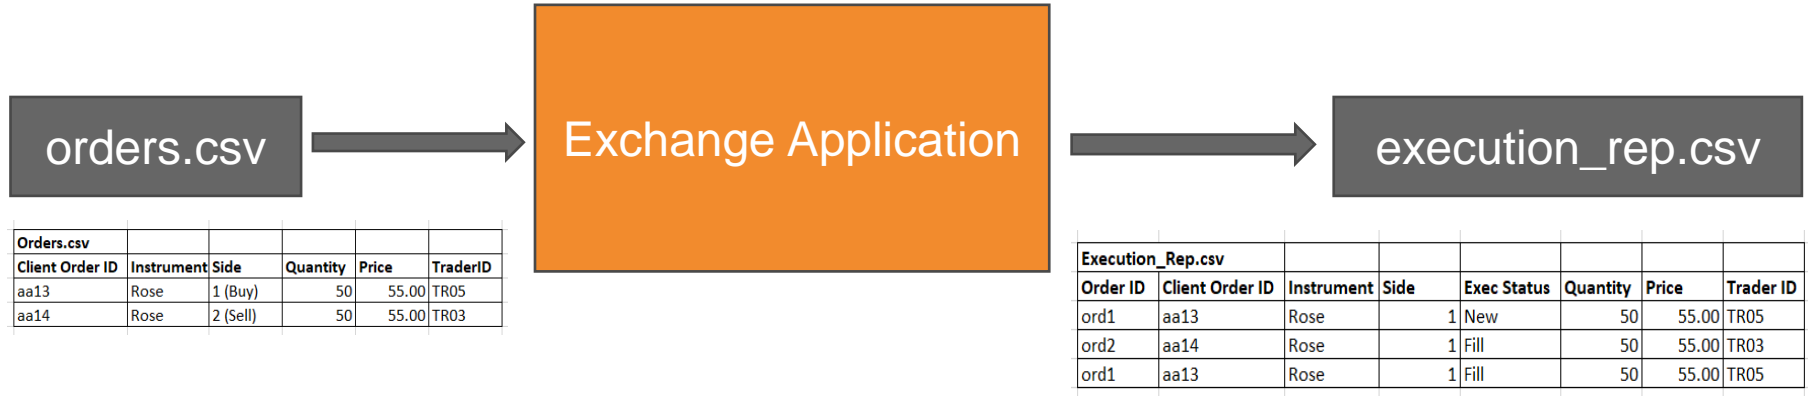 orders.csv
Exchange Application
execution_rep.csv
Orders.csv
Client Order ID Instrument Side Quantity Price TraderID
aa13 Rose 1 (Buy) 50 55.00 TR05
aa14 Rose 2 (Sell) 50 55.00 TR03
Execution_Rep.csv
Order ID Client Order ID Instrument Side Exec Status Quantity Price Trader ID
ord1 aa13 Rose 1 New 50 55.00 TR05
ord2 aa14 Rose 1 Fill 50 55.00 TR03
ord1 aa13 Rose 1 Fill 50 55.00 TR05